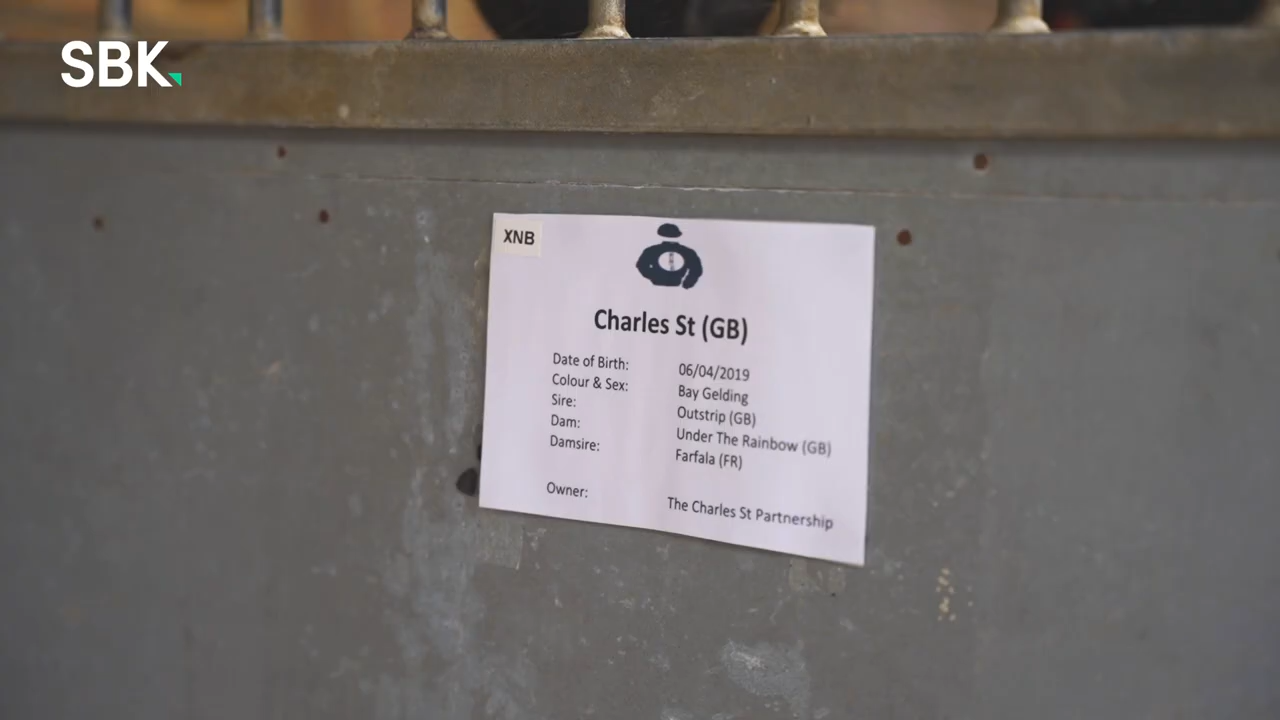 SBK
XNB
Charles St (GB)
Date of Birth: 06/04/2019
Colour & Sex: Bay Gelding
Sire: Outstrip (GB)
Dam: Under The Rainbow (GB)
Damsire: Farfala (FR)
Owner: The Charles St Partnership